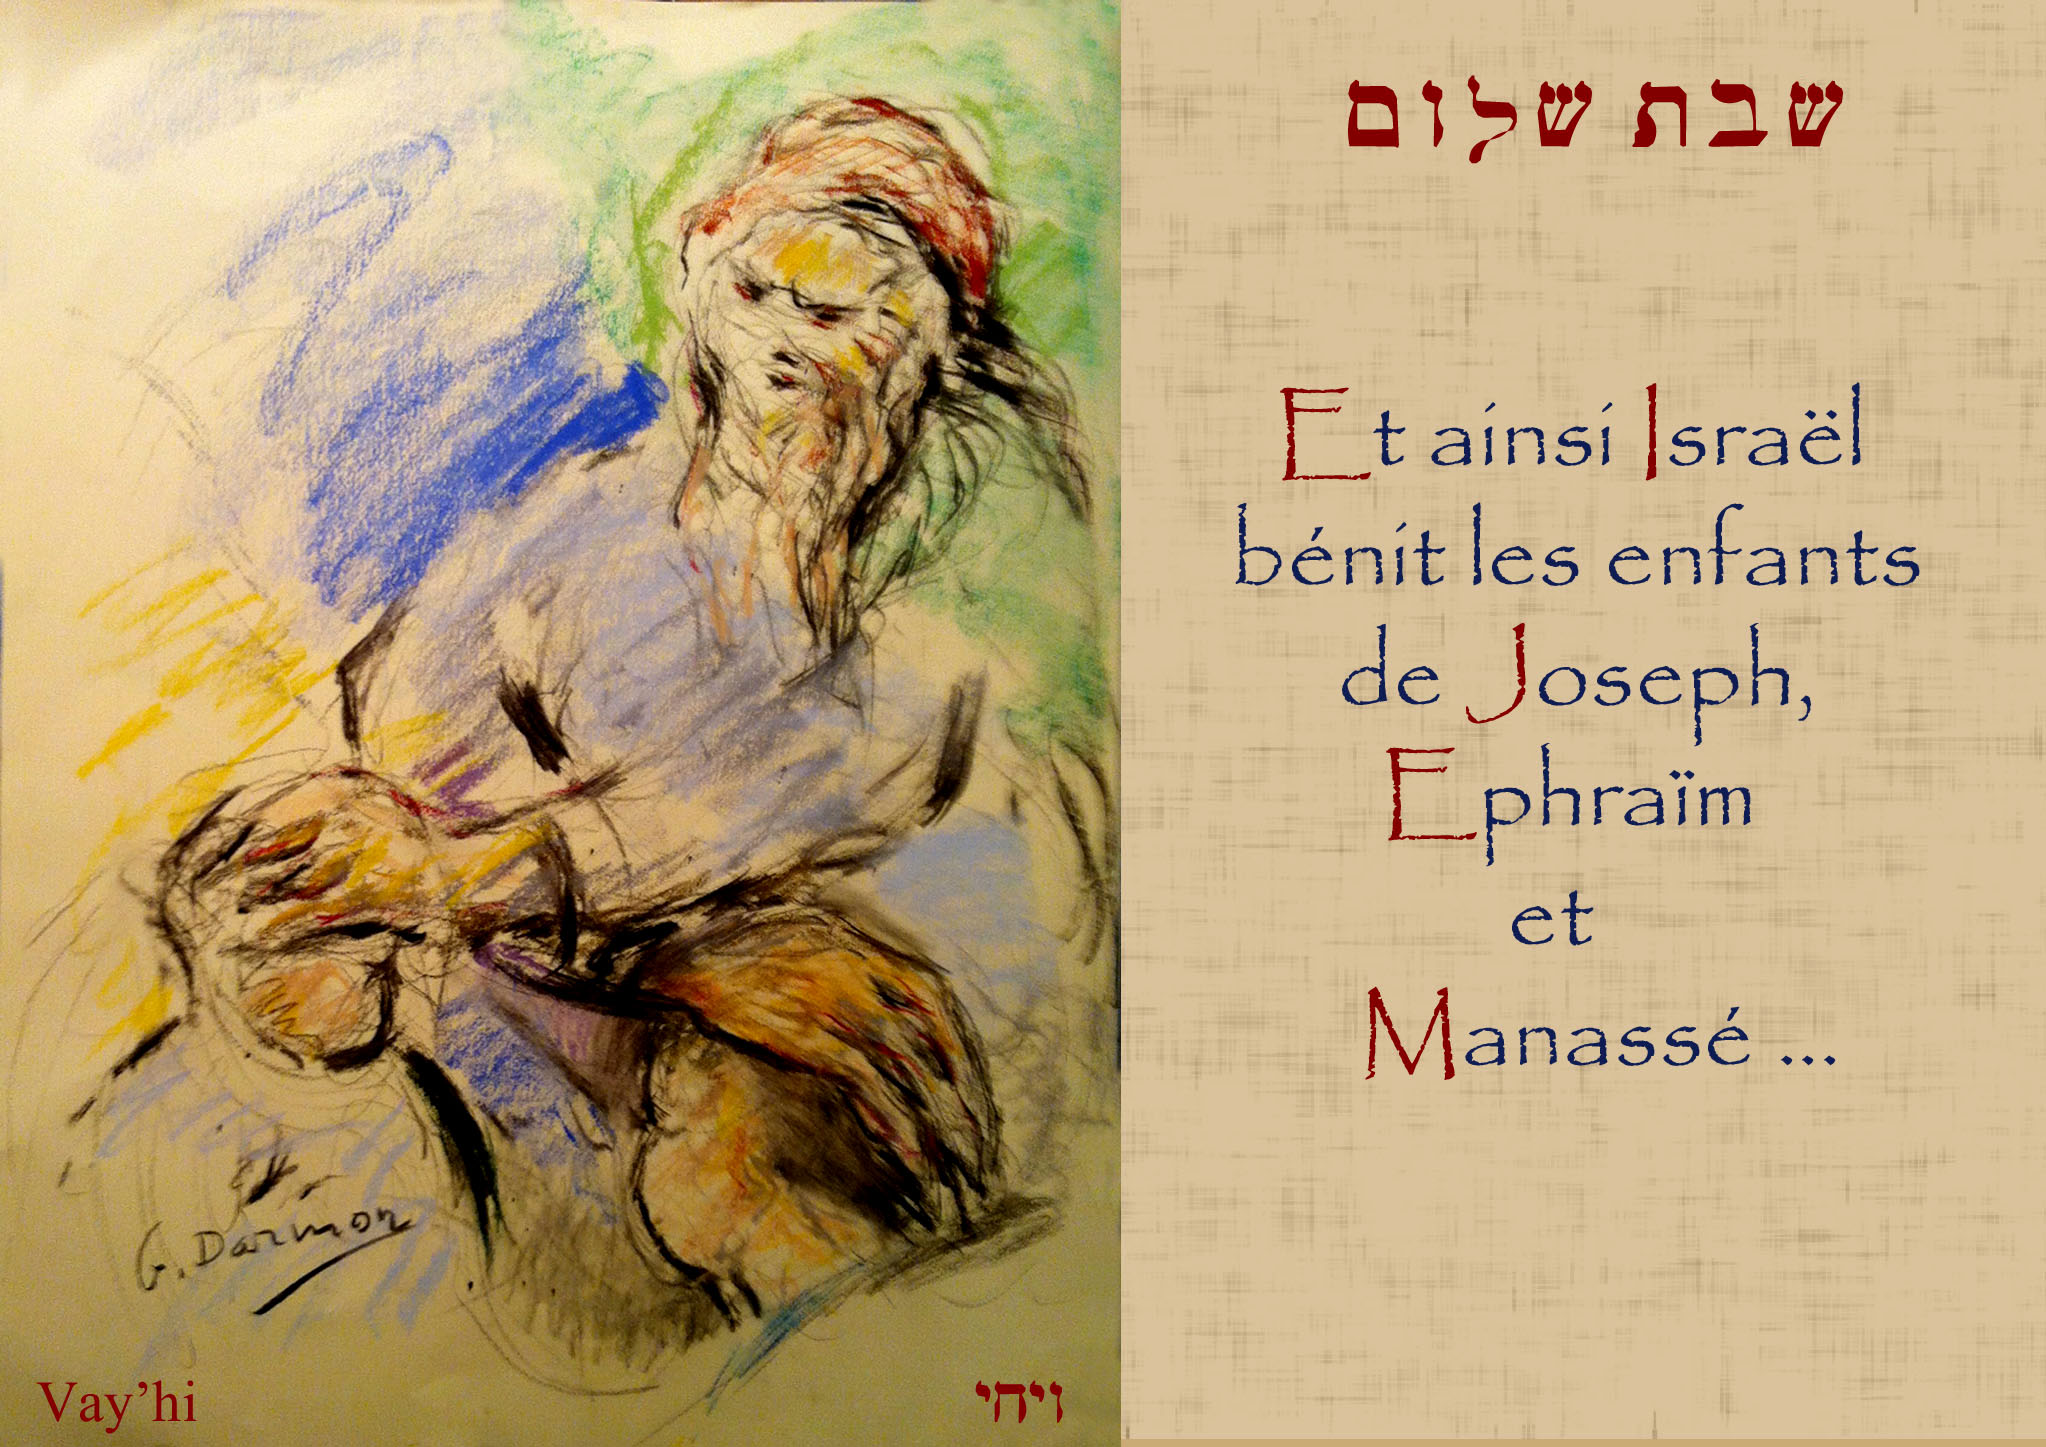 שבת שלום
Et ainsi Israël
bénit les enfants
de Joseph,
Ephraïm
et
Manassé ...
G. Darmon
Vay'hi
ויחי